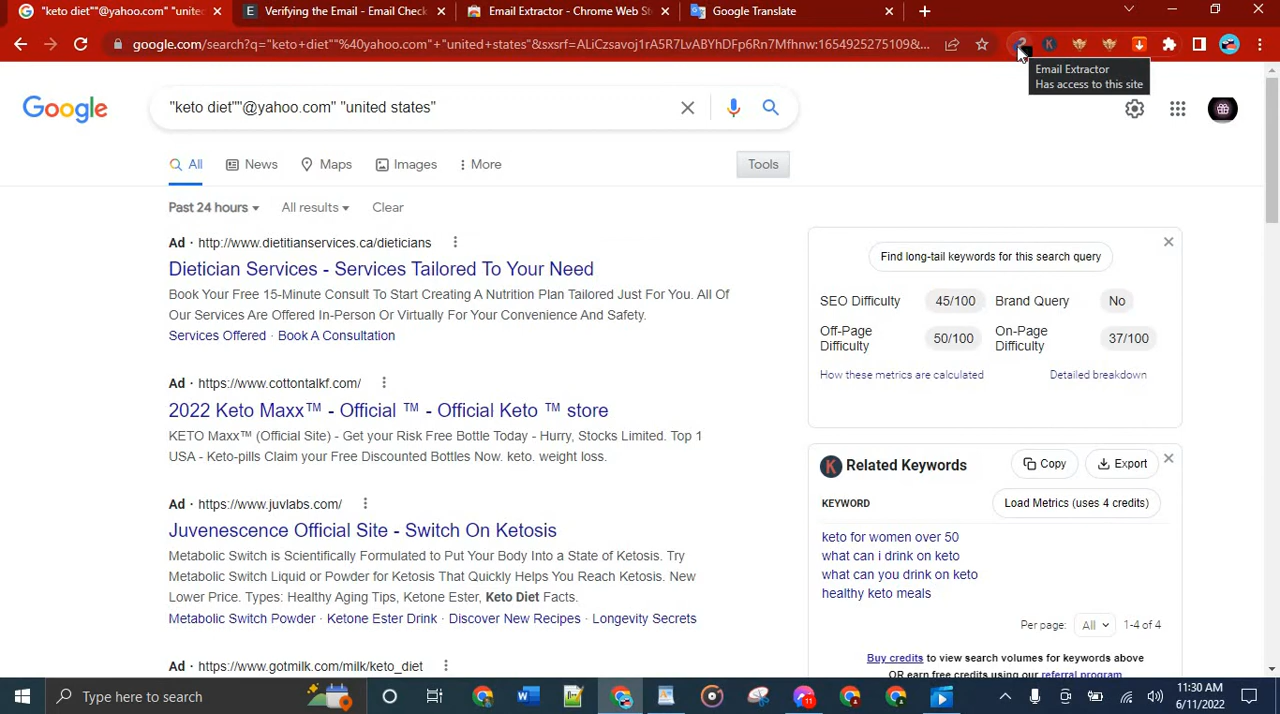 "keto diet""@yahoo.com" "unite
Verifying the Email - Email Check
Email Extractor - Chrome Web St
Google Translate
google.com/search?q="keto+diet""%40yahoo.com"+"united+states"&sxsrf=ALiCzsavoj1rA5R7LvABYhDFp6Rn7Mfhnw:1654925275109&...
Email Extractor
Has access to this site
Google
"keto diet""@yahoo.com" "united states"
All
News
Maps
Images
More
Tools
Past 24 hours
All results
Clear
Ad · http://www.dietitianservices.ca/dieticians
Dietician Services - Services Tailored To Your Need
Book Your Free 15-Minute Consult To Start Creating A Nutrition Plan Tailored Just For You. All Of
Our Services Are Offered In-Person Or Virtually For Your Convenience And Safety.
Services Offered · Book A Consultation
Ad · https://www.cottontalkf.com/
2022 Keto Maxx™ - Official ™ - Official Keto ™ store
KETO Maxx™ (Official Site) - Get your Risk Free Bottle Today - Hurry, Stocks Limited. Top 1
USA - Keto-pills Claim your Free Discounted Bottles Now. keto. weight loss.
Ad · https://www.juvlabs.com/
Juvenescence Official Site - Switch On Ketosis
Metabolic Switch is Scientifically Formulated to Put Your Body Into a State of Ketosis. Try
Metabolic Switch Liquid or Powder for Ketosis That Quickly Helps You Reach Ketosis. New
Lower Price. Types: Healthy Aging Tips, Ketone Ester, Keto Diet Facts.
Metabolic Switch Powder · Ketone Ester Drink · Discover New Recipes · Longevity Secrets
Ad · https://www.gotmilk.com/milk/keto_diet
Find long-tail keywords for this search query
SEO Difficulty 45/100 Brand Query No
Off-Page Difficulty 50/100 On-Page Difficulty 37/100
How these metrics are calculated
Detailed breakdown
K Related Keywords
Copy
Export
KEYWORD
Load Metrics (uses 4 credits)
keto for women over 50
what can i drink on keto
what can you drink on keto
healthy keto meals
Per page: All 1-4 of 4
Buy credits to view search volumes for keywords above
OR earn free credits using our referral program
Type here to search
11
11:30 AM
6/11/2022